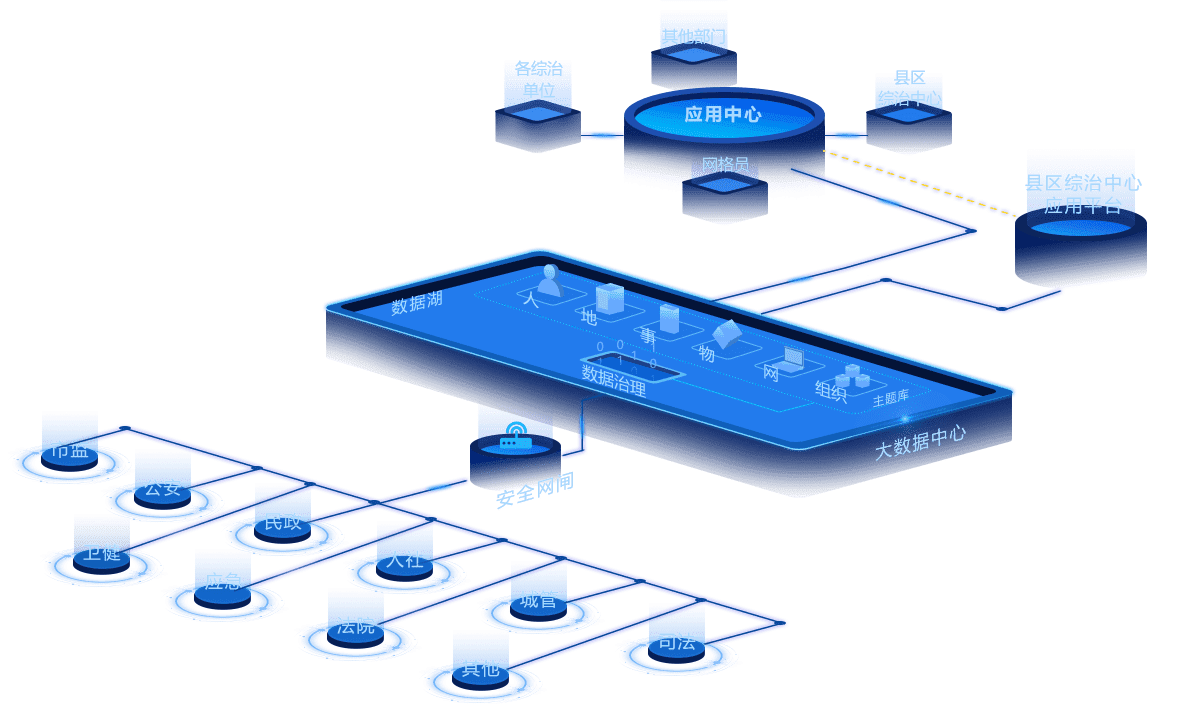 其他部门
各综治
单位
县区
综治中心
应用中心
网格员
县区综治中心
应用平台
数据湖
人
地
事
物
网
组织
主题库
0 0 1
1 1 1 0
0 1
数据治理
大数据中心
安全网闸
市监
公安
民政
卫健
人社
应急
城管
法院
司法
其他